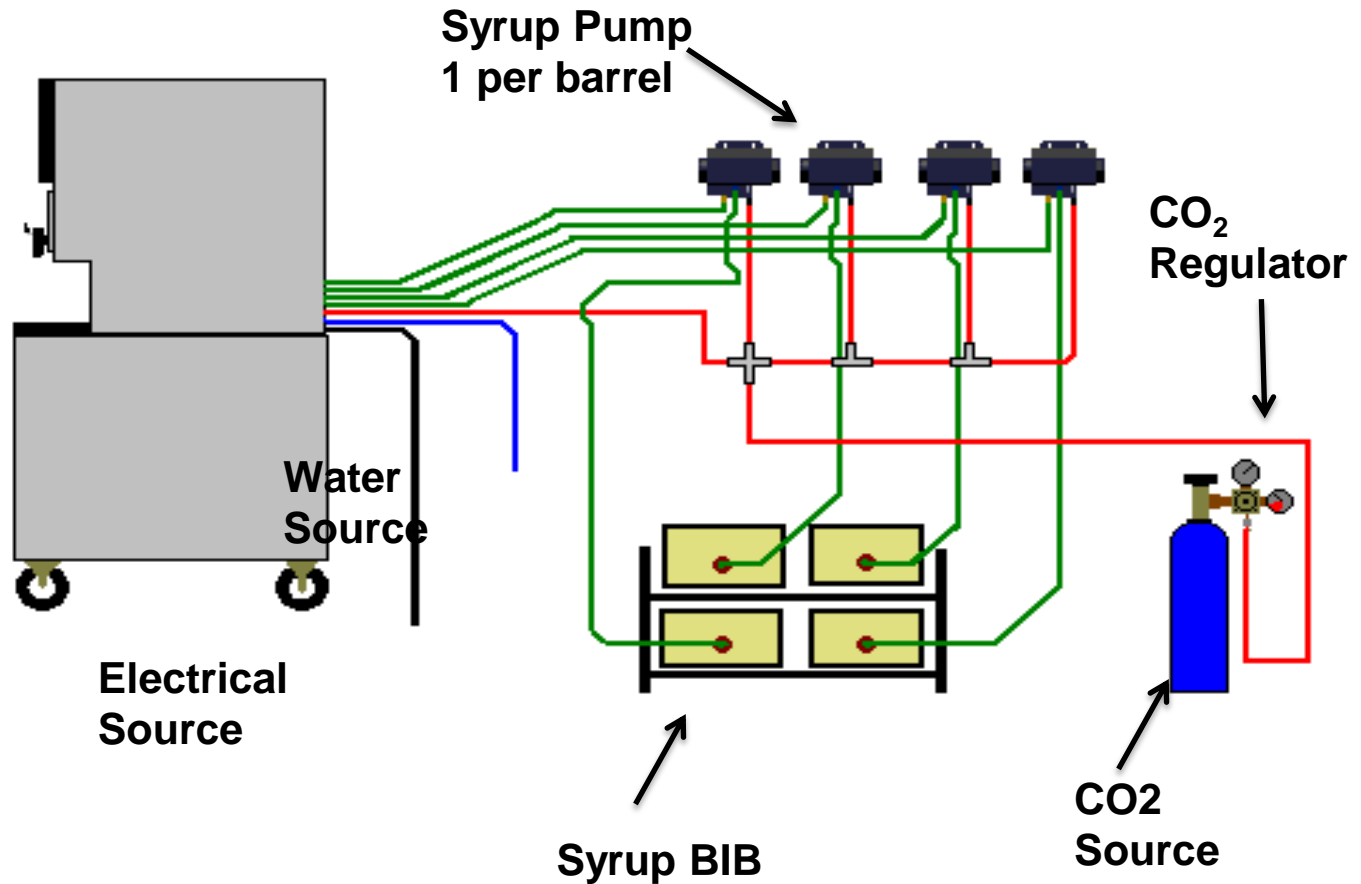 Syrup Pump
1 per barrel
CO₂
Regulator
Water
Source
Electrical
Source
CO2
Source
Syrup BIB